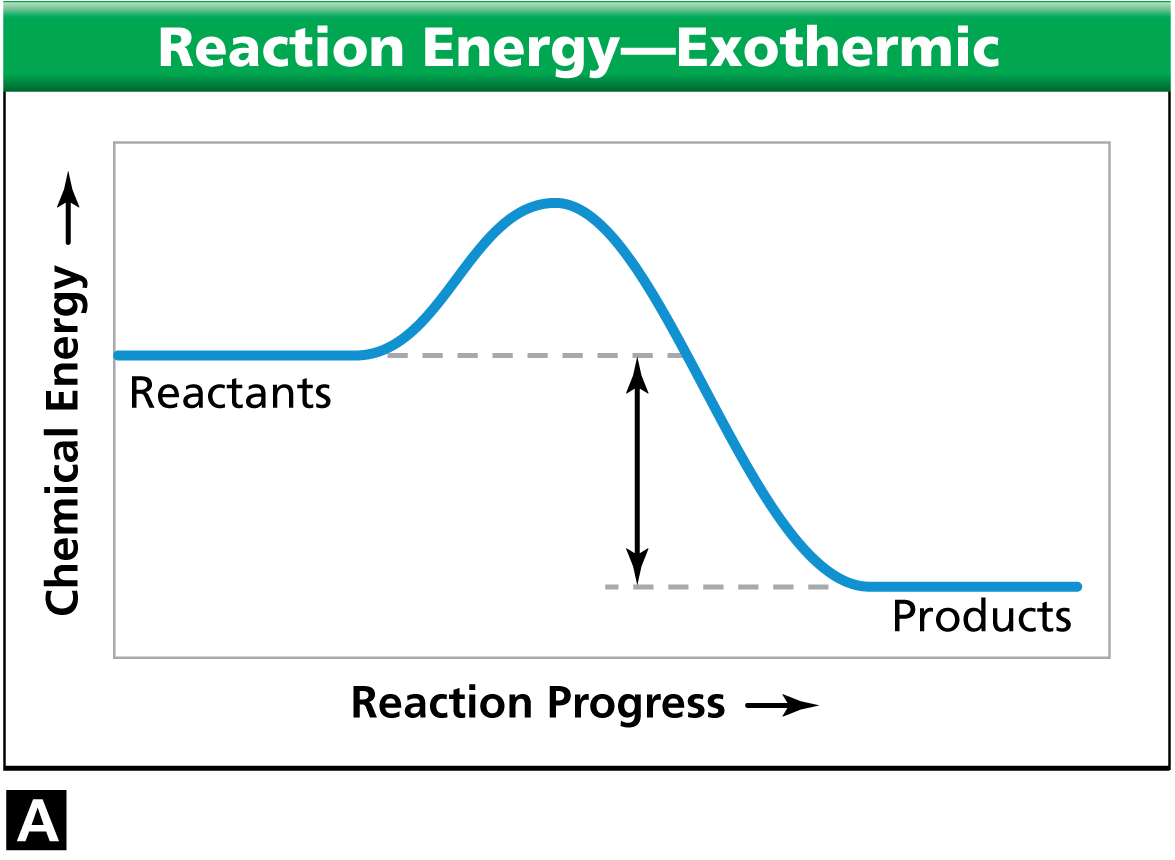 Reaction Energy—Exothermic
Chemical Energy
Reactants
Products
Reaction Progress
A